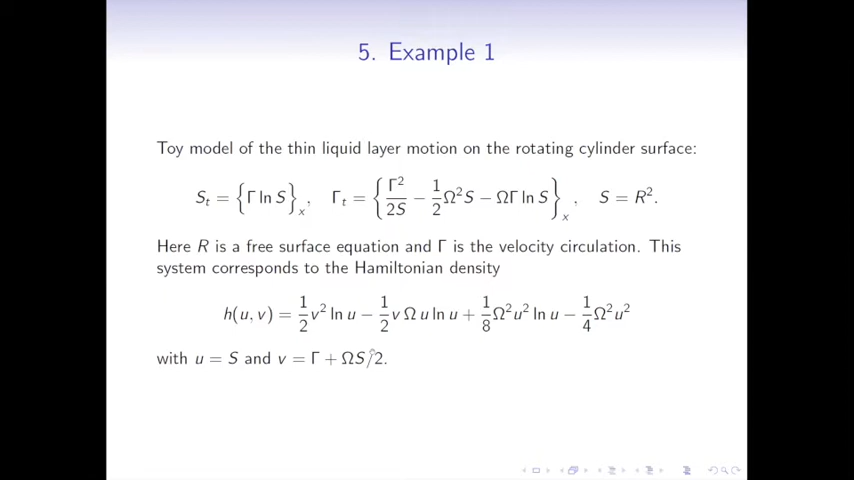 5. Example 1
Toy model of the thin liquid layer motion on the rotating cylinder surface:
S_t = {Γ ln S}_x, Γ_t = {Γ²/2S − 1/2 Ω²S − ΩΓ ln S}_x, S = R².
Here R is a free surface equation and Γ is the velocity circulation. This
system corresponds to the Hamiltonian density
h(u, v) = 1/2 v² ln u − 1/2 v Ω u ln u + 1/8 Ω²u² ln u − 1/4 Ω²u²
with u = S and v = Γ + ΩS/2.